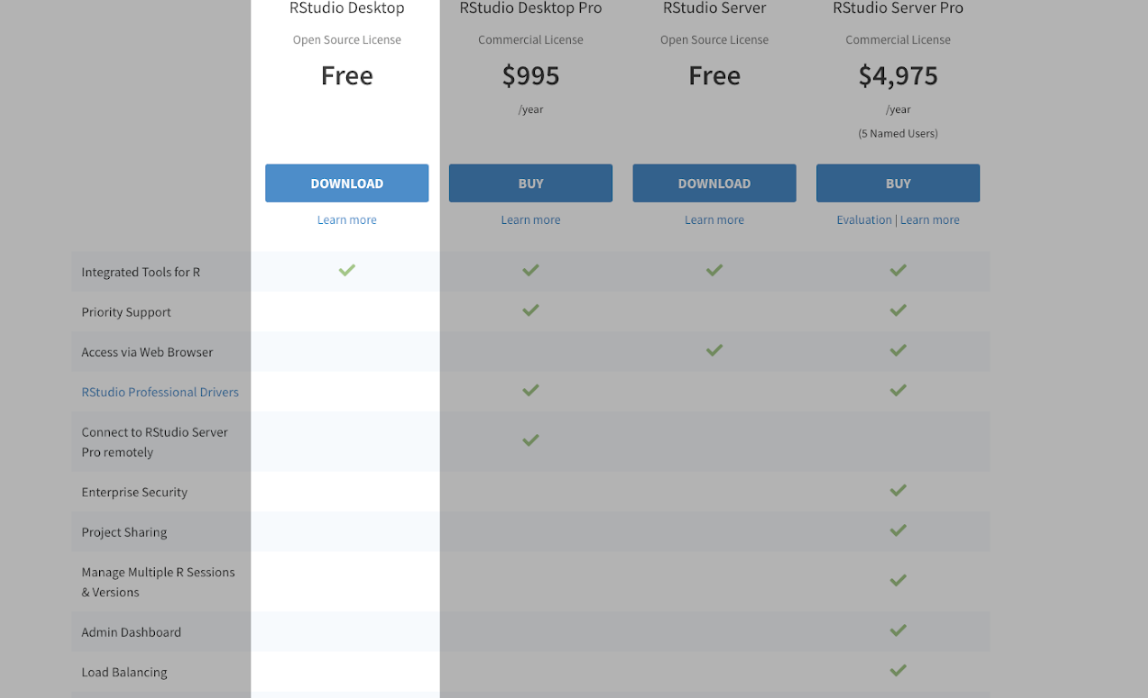 RStudio Desktop RStudio Desktop Pro RStudio Server RStudio Server Pro
Open Source License Commercial License Open Source License Commercial License
Free $995 Free $4,975
/year /year
(5 Named Users)
DOWNLOAD BUY DOWNLOAD BUY
Learn more Learn more Learn more Evaluation | Learn more
Integrated Tools for R
Priority Support
Access via Web Browser
RStudio Professional Drivers
Connect to RStudio Server
Pro remotely
Enterprise Security
Project Sharing
Manage Multiple R Sessions
& Versions
Admin Dashboard
Load Balancing